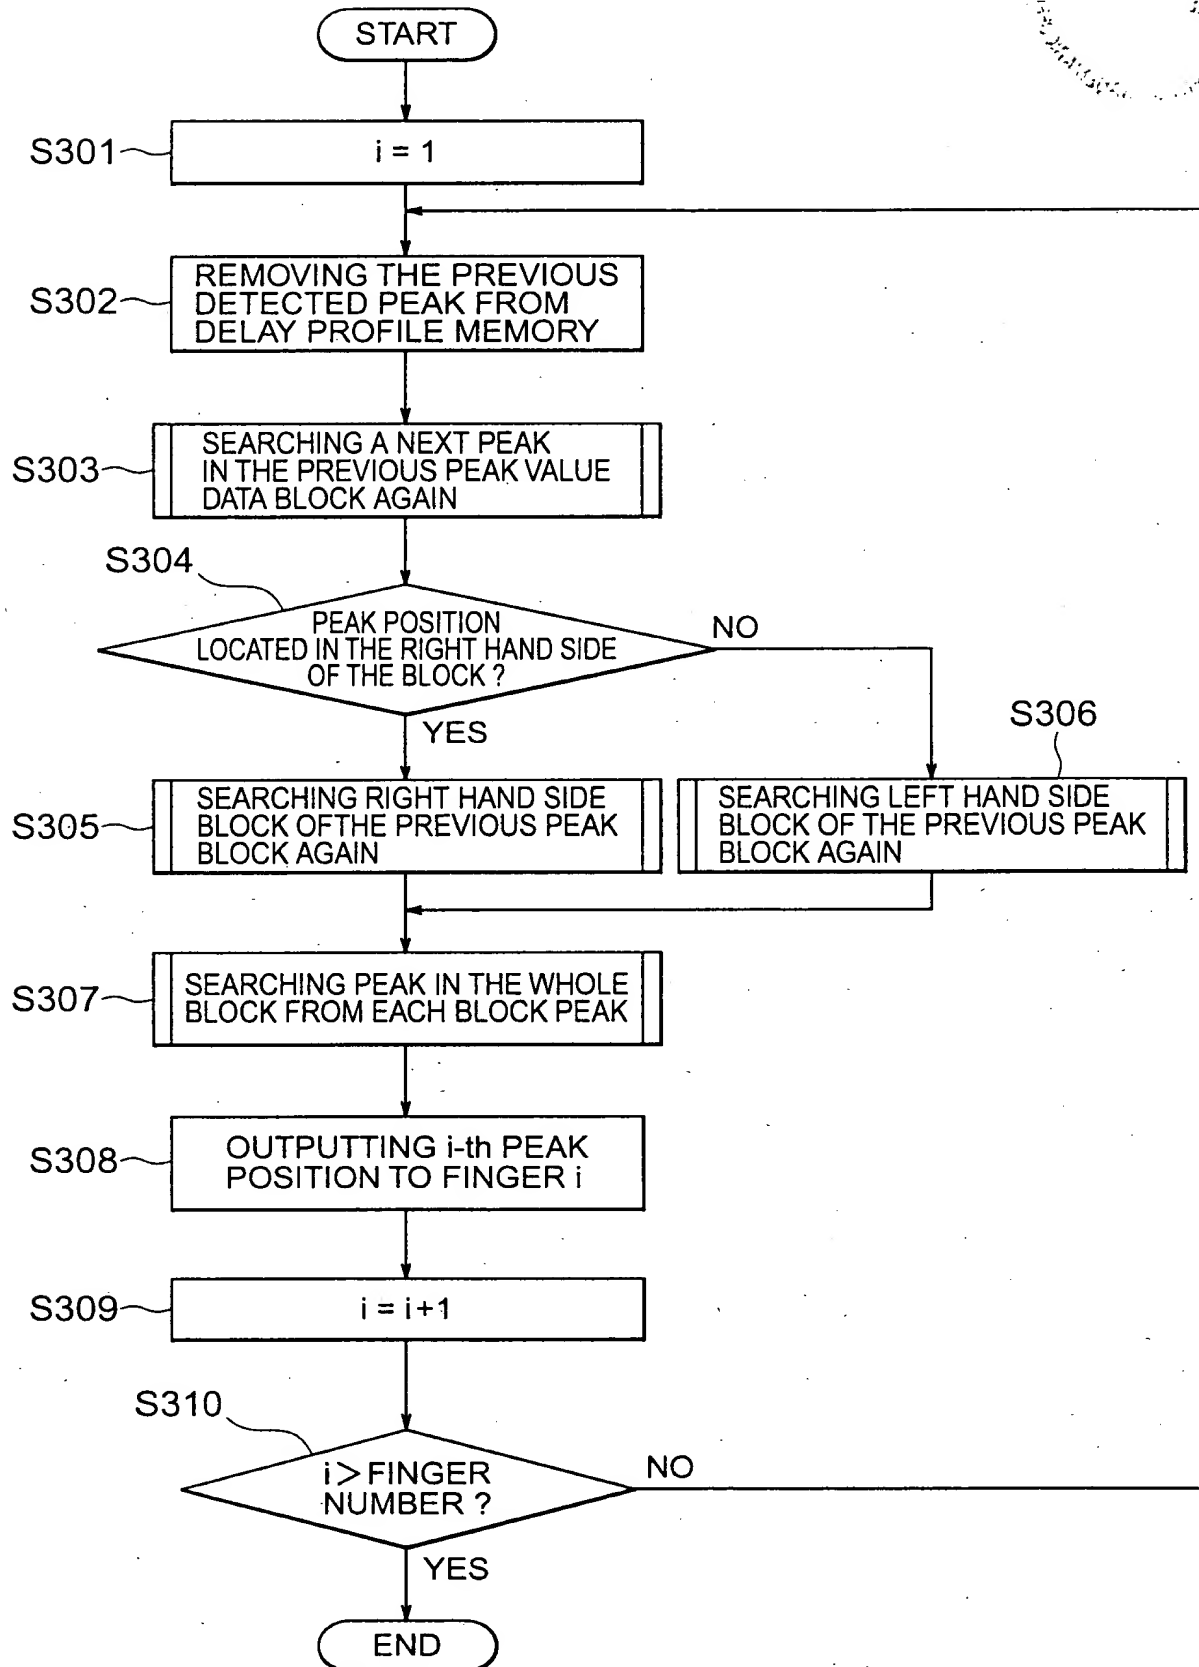 START
S301
i = 1
S302
REMOVING THE PREVIOUS
DETECTED PEAK FROM
DELAY PROFILE MEMORY
S303
SEARCHING A NEXT PEAK
IN THE PREVIOUS PEAK VALUE
DATA BLOCK AGAIN
S304
PEAK POSITION
LOCATED IN THE RIGHT HAND SIDE
OF THE BLOCK ?
NO
YES
S305
SEARCHING RIGHT HAND SIDE
BLOCK OFTHE PREVIOUS PEAK
BLOCK AGAIN
S306
SEARCHING LEFT HAND SIDE
BLOCK OF THE PREVIOUS PEAK
BLOCK AGAIN
S307
SEARCHING PEAK IN THE WHOLE
BLOCK FROM EACH BLOCK PEAK
S308
OUTPUTTING i-th PEAK
POSITION TO FINGER i
S309
i = i+1
S310
i > FINGER
NUMBER ?
NO
YES
END